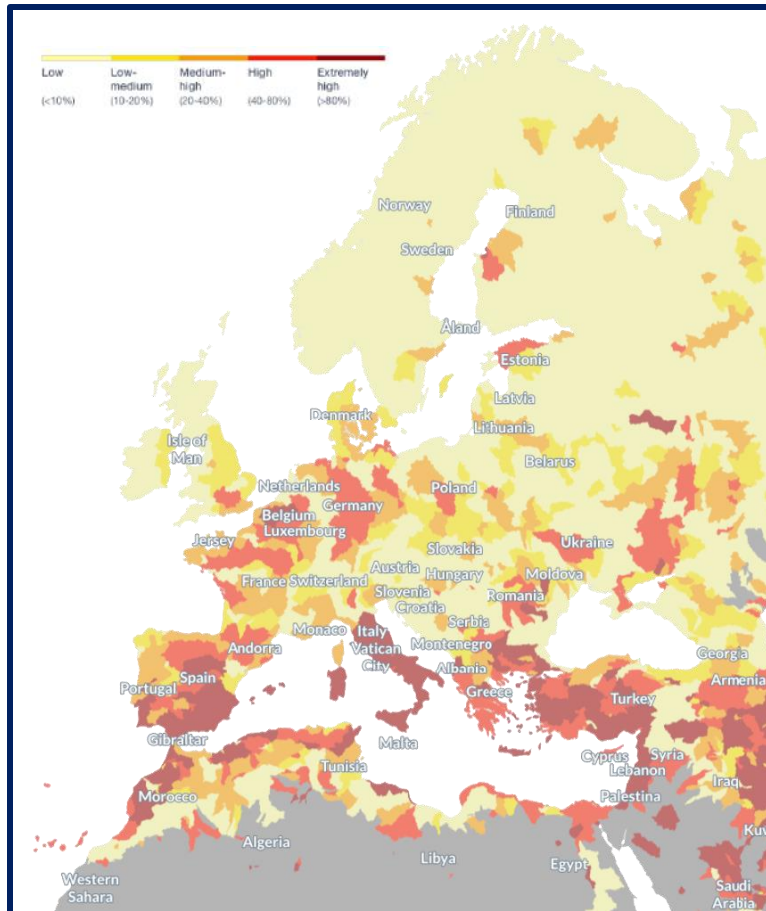 Low
Low-
medium
Medium-
high
High
Extremely
high
(<10%)
(10-20%)
(20-40%)
(40-80%)
(>80%)
Norway
Finland
Sweden
Åland
Estonia
Latvia
Denmark
Lithuania
Isle of
Man
Belarus
Netherlands
Poland
Germany
Belgium
Luxembourg
Jersey
Ukraine
Slovakia
Austria
Moldova
France
Switzerland
Hungary
Slovenia
Romania
Croatia
Serbia
Monaco
Italy
Andorra
Vatican
City
Montenegro
Georgia
Albania
Spain
Armenia
Portugal
Greece
Turkey
Gibraltar
Malta
Cyprus
Syria
Tunisia
Lebanon
Iraq
Morocco
Palestina
Kuv
Algeria
Libya
Egypt
Western
Sahara
Saudi
Arabia